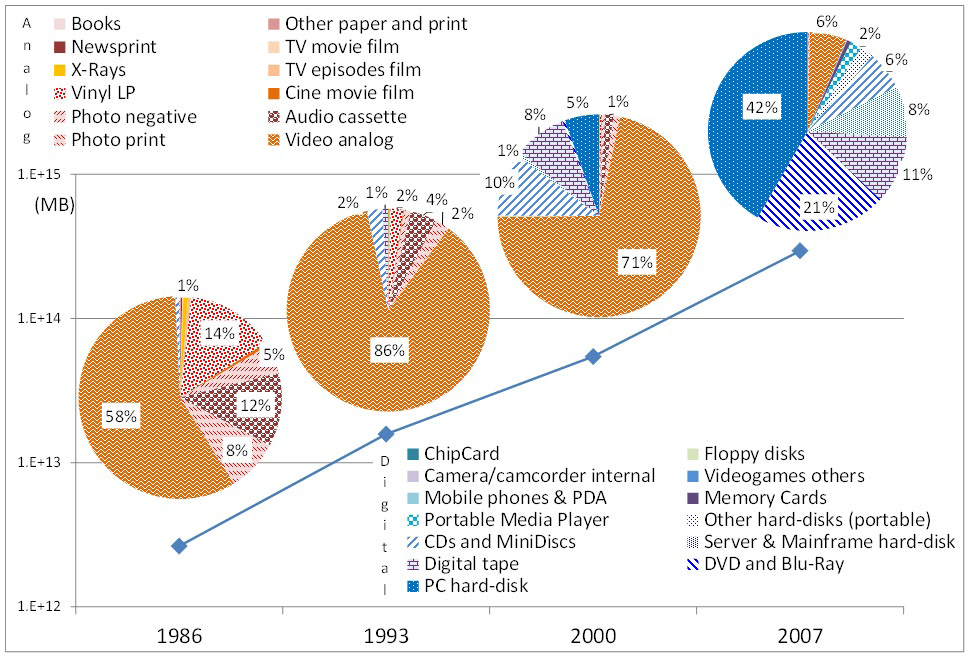 Analog
Books
Newsprint
X-Rays
Vinyl LP
Photo negative
Photo print
Other paper and print
TV movie film
TV episodes film
Cine movie film
Audio cassette
Video analog
1.E+15
(MB)
1.E+14
1.E+13
1.E+12
1%
14%
5%
12%
8%
58%
2%
1%
2%
4%
2%
86%
10%
1%
8%
5%
1%
71%
6%
2%
6%
8%
11%
21%
42%
Digital
ChipCard
Camera/camcorder internal
Mobile phones & PDA
Portable Media Player
CDs and MiniDiscs
Digital tape
PC hard-disk
Floppy disks
Videogames others
Memory Cards
Other hard-disks (portable)
Server & Mainframe hard-disk
DVD and Blu-Ray
1986
1993
2000
2007